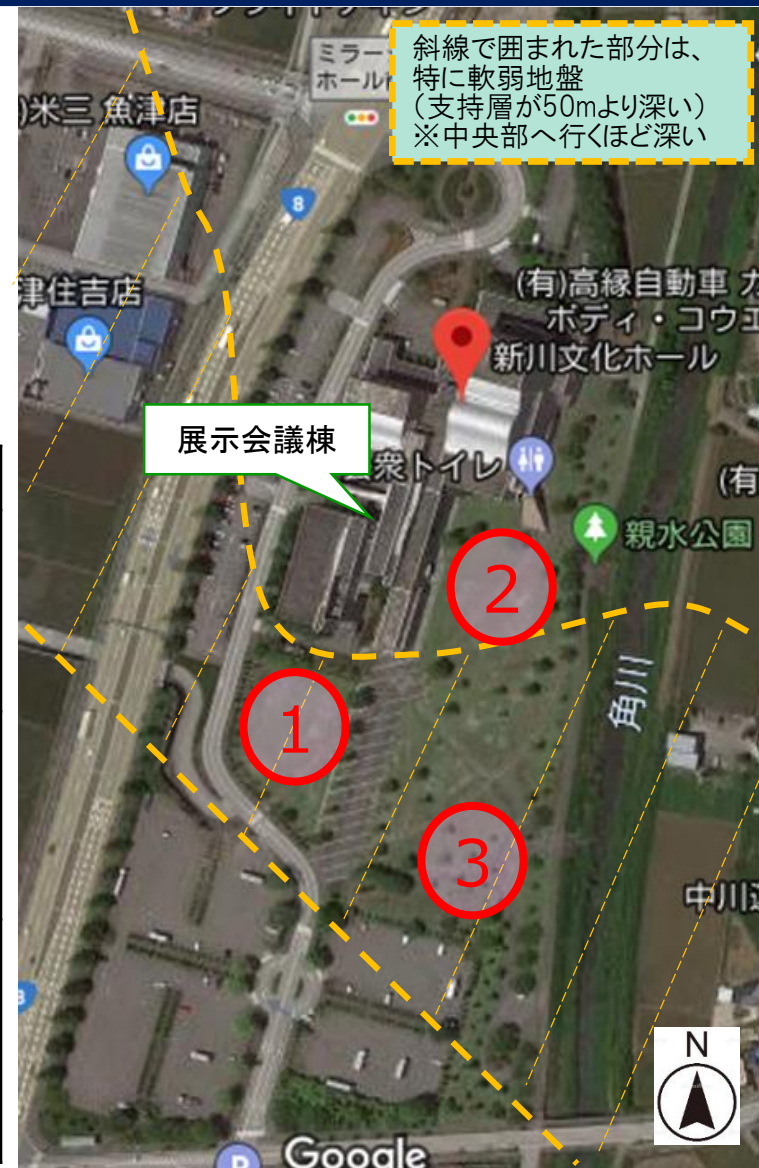 斜線で囲まれた部分は、
特に軟弱地盤
(支持層が50mより深い)
※中央部へ行くほど深い
ミラー
ホール
)米三 魚津店
8
津住吉店
(有)高縁自動車 カ
ボディ・コウエ
新川文化ホール
展示会議棟
衆トイレ
(有
親水公園
2
角川
1
3
中川
8
N
P
Google